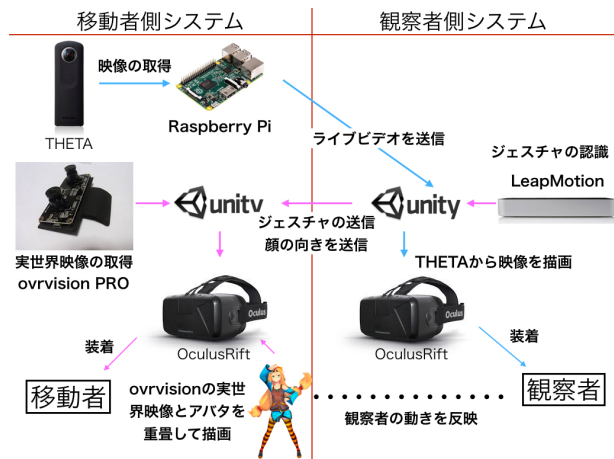 移動者側システム
観察者側システム
映像の取得
THETA
Raspberry Pi
ライブビデオを送信
ジェスチャの認識
LeapMotion
unity
unity
ジェスチャの送信
顔の向きを送信
実世界映像の取得
ovrvision PRO
THETAから映像を描画
Oculus
Oculus
OculusRift
OculusRift
装着
装着
移動者
ovrvisionの実世
界映像とアバタを
重畳して描画
観察者の動きを反映
観察者